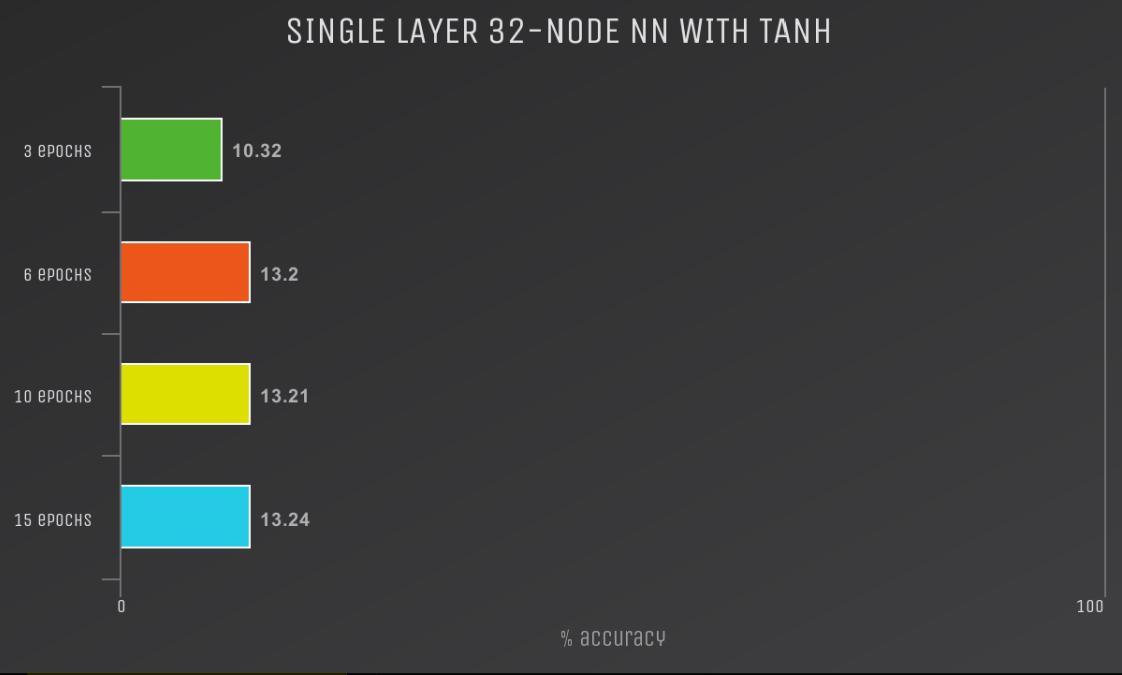 SINGLE LAYER 32-NODE NN WITH TANH
3 epochs
10.32
6 epochs
13.2
10 epochs
13.21
15 epochs
13.24
0
100
% accuracy